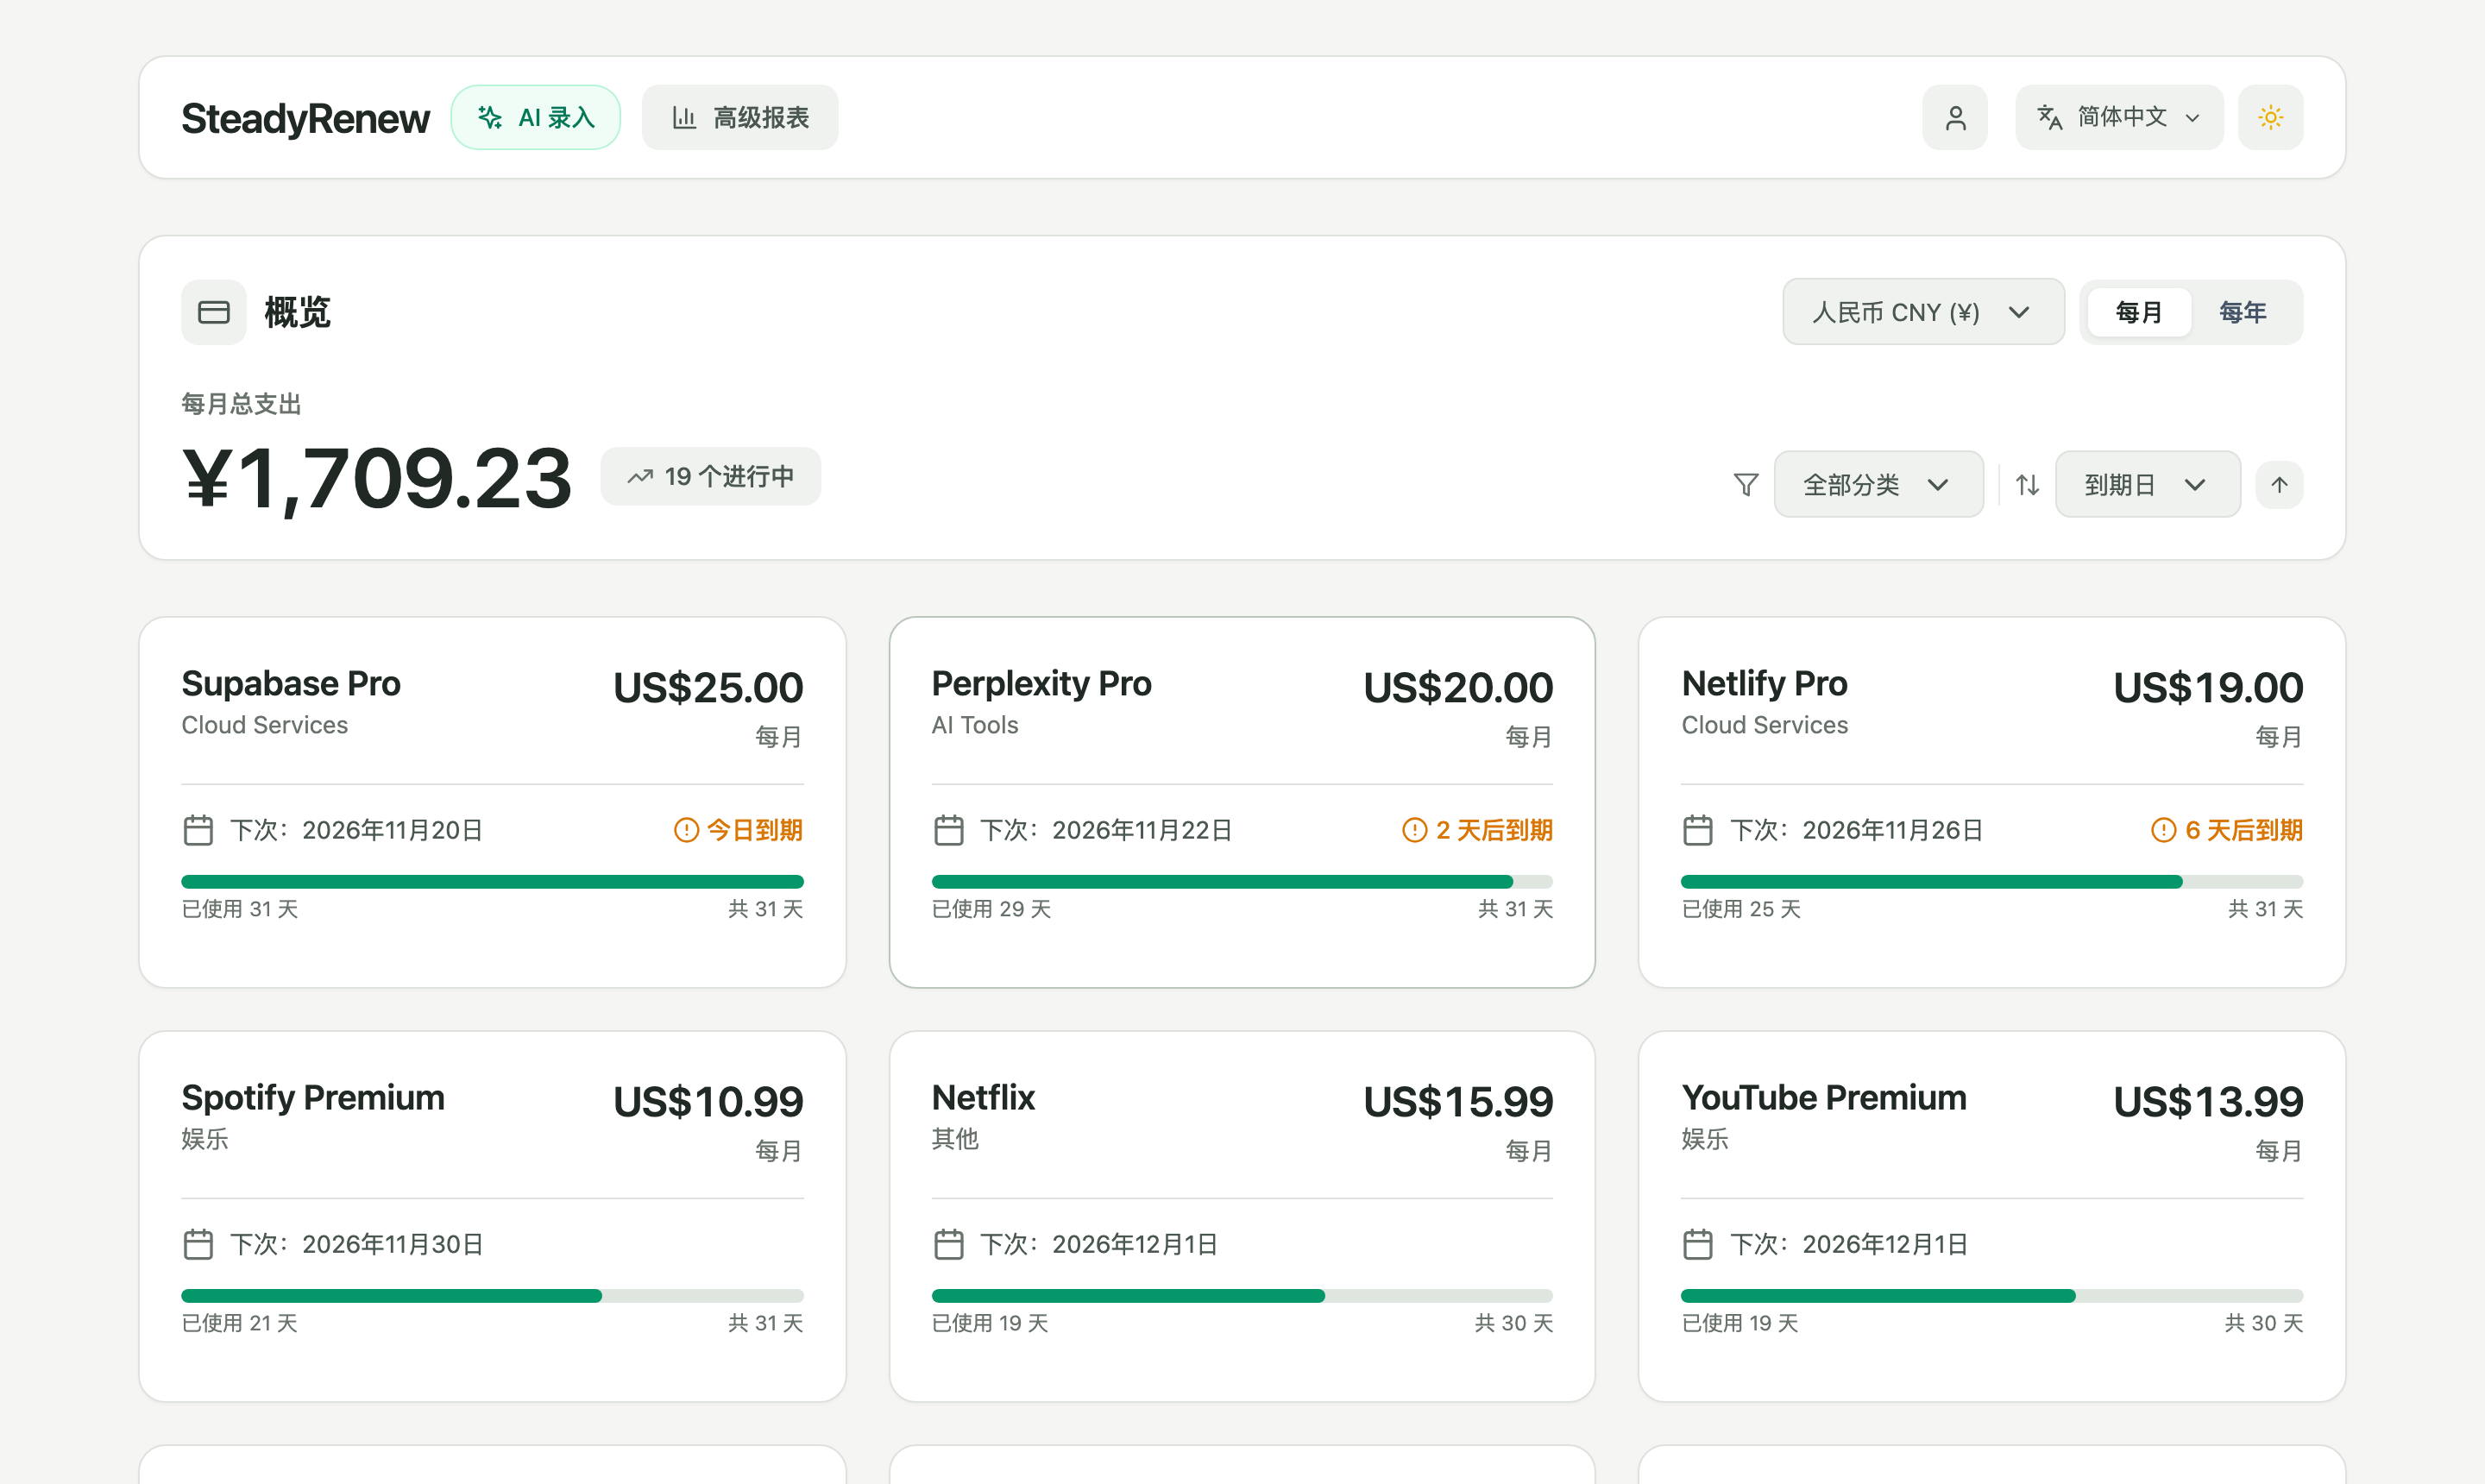 SteadyRenew
AI 录入
高级报表
简体中文
概览
人民币 CNY (¥)
每月
每年
每月总支出
¥1,709.23
19 个进行中
全部分类
到期日
Supabase Pro
US$25.00
Cloud Services
每月
下次：2026年11月20日
今日到期
已使用 31 天
共 31 天
Perplexity Pro
US$20.00
AI Tools
每月
下次：2026年11月22日
2 天后到期
已使用 29 天
共 31 天
Netlify Pro
US$19.00
Cloud Services
每月
下次：2026年11月26日
6 天后到期
已使用 25 天
共 31 天
Spotify Premium
US$10.99
娱乐
每月
下次：2026年11月30日
已使用 21 天
共 31 天
Netflix
US$15.99
其他
每月
下次：2026年12月1日
已使用 19 天
共 30 天
YouTube Premium
US$13.99
娱乐
每月
下次：2026年12月1日
已使用 19 天
共 30 天